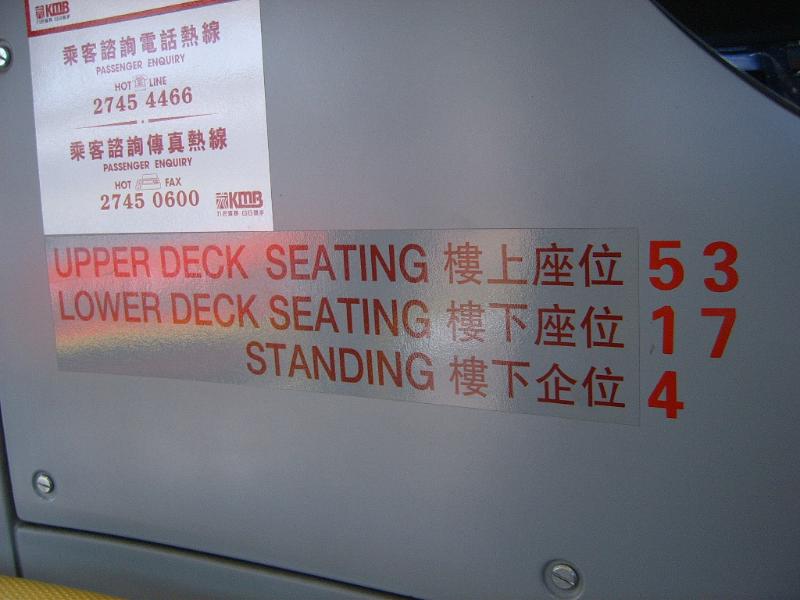 KMB
乘客諮詢電話熱線
PASSENGER ENQUIRY
HOT LINE
2745 4466
乘客諮詢傳真熱線
PASSENGER ENQUIRY
HOT FAX
2745 0600
KMB
UPPER DECK SEATING 樓上座位 53
LOWER DECK SEATING 樓下座位 17
STANDING 樓下企位 4